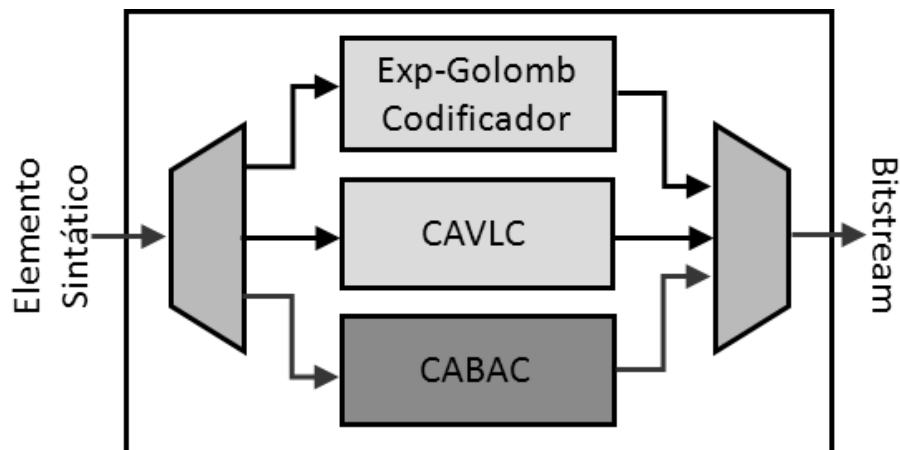 Elemento
Sintático
Exp-Golomb
Codificador
CAVLC
CABAC
Bitstream